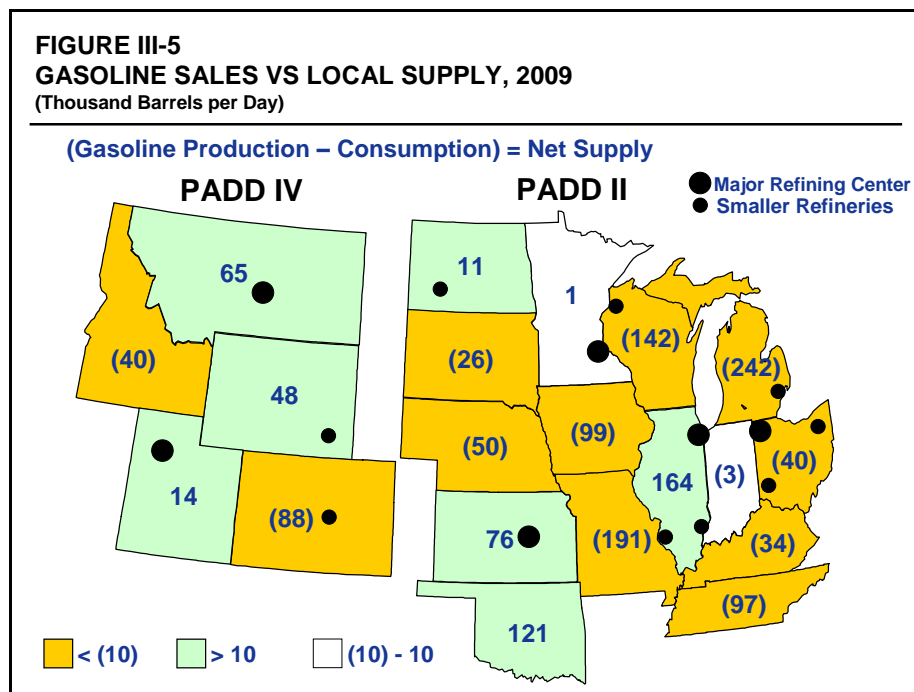 FIGURE III-5
GASOLINE SALES VS LOCAL SUPPLY, 2009
(Thousand Barrels per Day)
(Gasoline Production – Consumption) = Net Supply
PADD IV
PADD II
Major Refining Center
Smaller Refineries
65
(40)
48
14
(88)
11
1
(26)
(142)
(242)
(50)
(99)
164
(3)
(40)
76
(191)
(34)
(97)
121
< (10)
> 10
(10) - 10